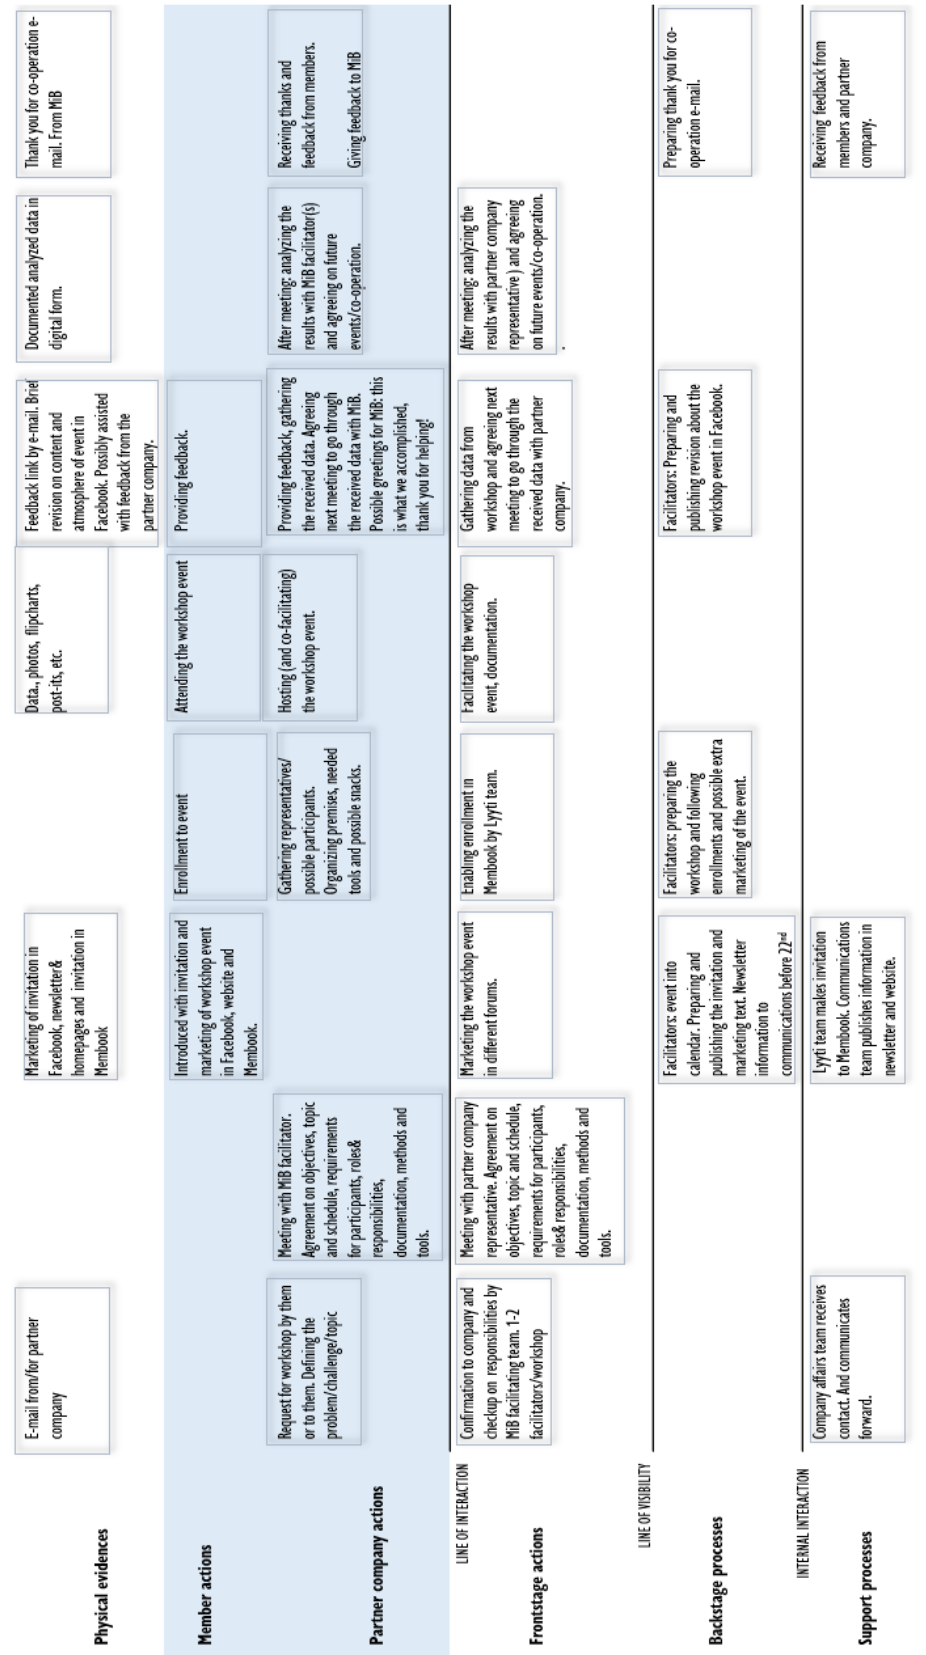 Physical evidences
E-mail from/for partner
company
Marketing of invitation in
Facebook, newsletter&
homepages and invitation in
Membook
Data., photos, flipcharts,
post-its, etc.
Feedback link by e-mail. Brief
revision on content and
atmosphere of event in
Facebook. Possibly assisted
with feedback from the
partner company.
Documented analyzed data in
digital form.
Thank you for co-operation e-
mail. From MiB
Member actions
Introduced with invitation and
marketing of workshop event
in Facebook, website and
Membook.
Enrollment to event
Attending the workshop event
Providing feedback.
Partner company actions
Request for workshop by them
or to them. Defining the
problem/challenge/topic
Meeting with MiB facilitator.
Agreement on objectives, topic
and schedule, requirements
for participants, roles&
responsibilities,
documentation, methods and
tools.
Gathering representatives/
possible participants.
Organizing premises, needed
tools and possible snacks.
Hosting (and co-facilitating)
the workshop event.
Providing feedback, gathering
the received data. Agreeing
next meeting to go through
the received data with MiB.
Possible greetings for MiB: this
is what we accomplished,
thank you for helping!
After meeting: analyzing the
results with MiB facilitator(s)
and agreeing on future
events/co-operation.
Receiving thanks and
feedback from members.
Giving feedback to MiB
LINE OF INTERACTION
Frontstage actions
Confirmation to company and
checkup on responsibilities by
MiB facilitating team. 1-2
facilitators/workshop
Meeting with partner company
representative. Agreement on
objectives, topic and schedule,
requirements for participants,
roles& responsibilities,
documentation, methods and
tools.
Marketing the workshop event
in different forums.
Enabling enrollment in
Membook by Lyyti team.
Facilitating the workshop
event, documentation.
Gathering data from
workshop and agreeing next
meeting to go through the
received data with partner
company.
After meeting: analyzing the
results with partner company
representative ) and agreeing
on future events/co-operation.
.
LINE OF VISIBILITY
Backstage processes
Facilitators: event into
calendar. Preparing and
publishing the invitation and
marketing text. Newsletter
information to
communications before 22nd
Facilitators: preparing the
workshop and following
enrollments and possible extra
marketing of the event.
Facilitators: Preparing and
publishing revision about the
workshop event in Facebook.
Preparing thank you for co-
operation e-mail.
INTERNAL INTERACTION
Support processes
Company affairs team receives
contact. And communicates
forward.
Lyyti team makes invitation
to Membook. Communications
team publishes information in
newsletter and website.
Receiving feedback from
members and partner
company.